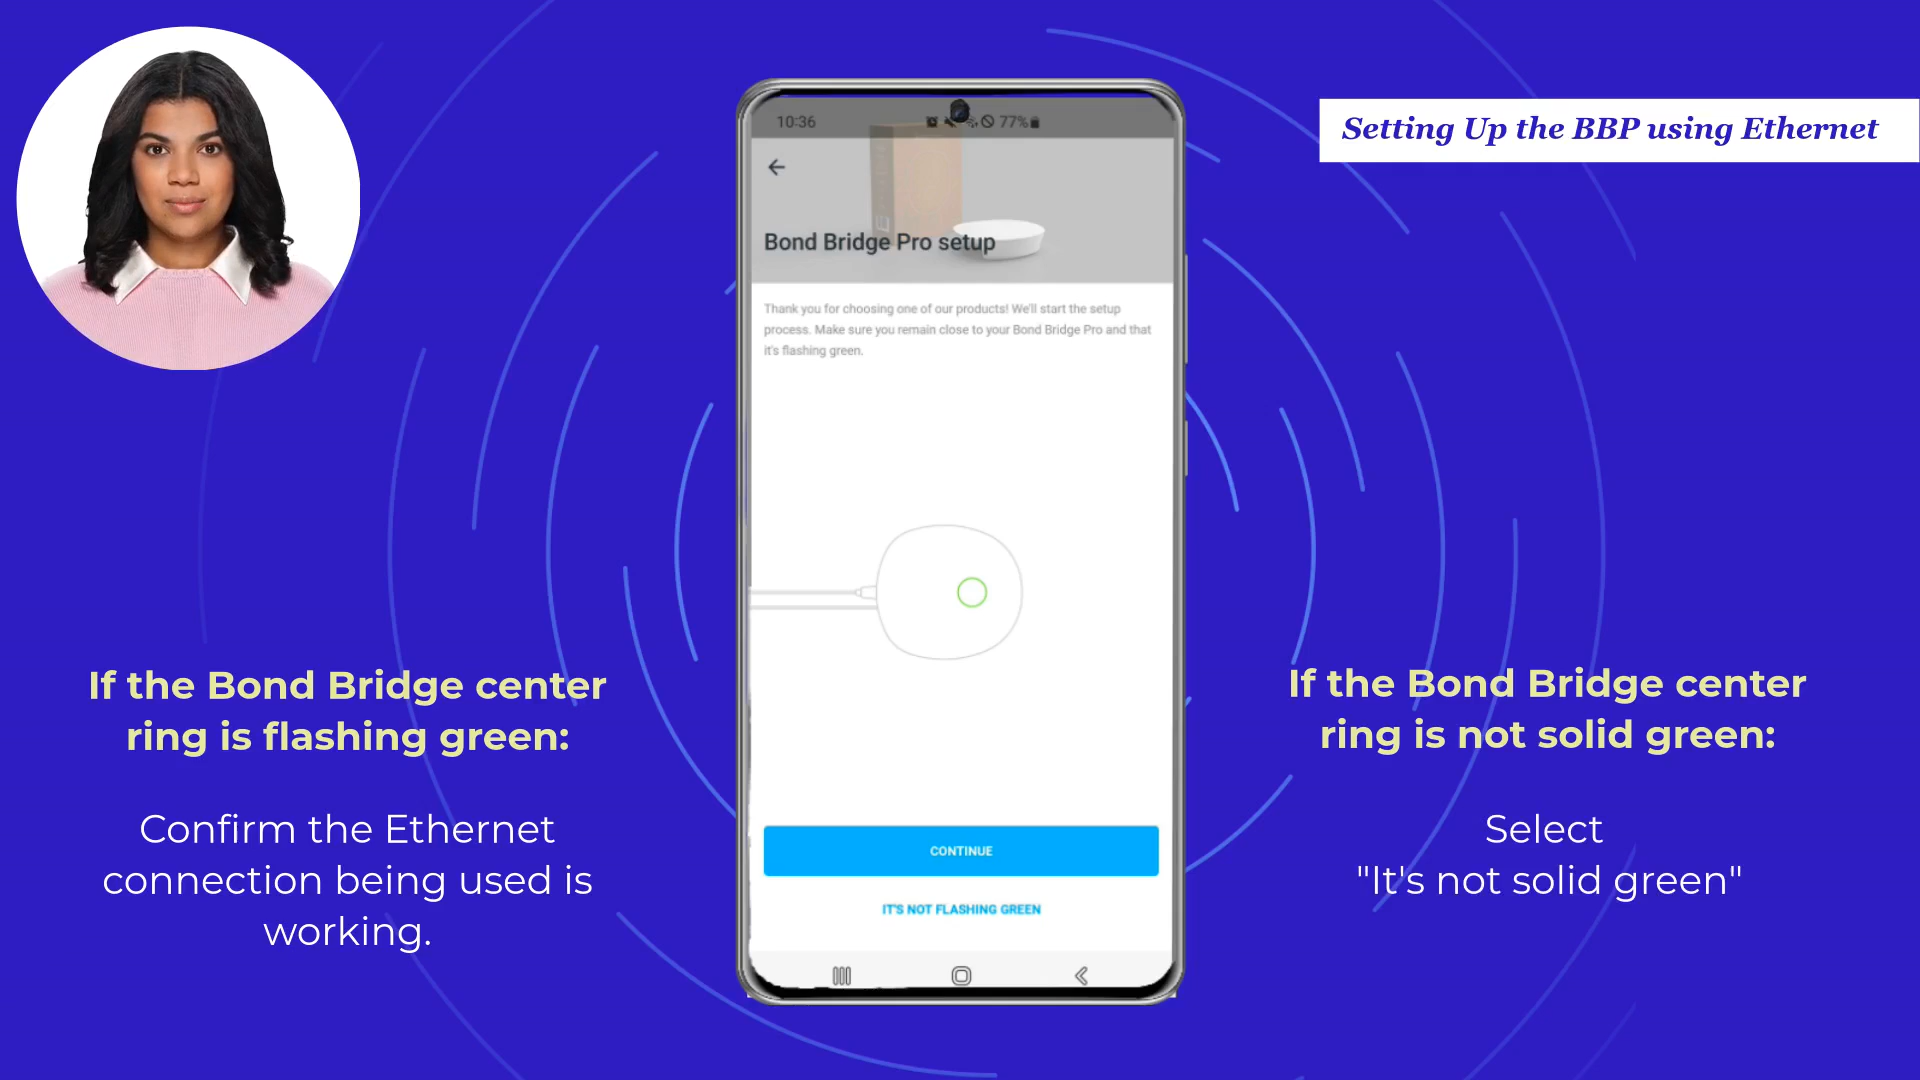 Setting Up the BBP using Ethernet
10:36
77%
Bond Bridge Pro setup
Thank you for choosing one of our products! We'll start the setup
process. Make sure you remain close to your Bond Bridge Pro and that
it's flashing green.
If the Bond Bridge center
ring is flashing green:
Confirm the Ethernet
connection being used is
working.
CONTINUE
IT'S NOT FLASHING GREEN
If the Bond Bridge center
ring is not solid green:
Select
"It's not solid green"